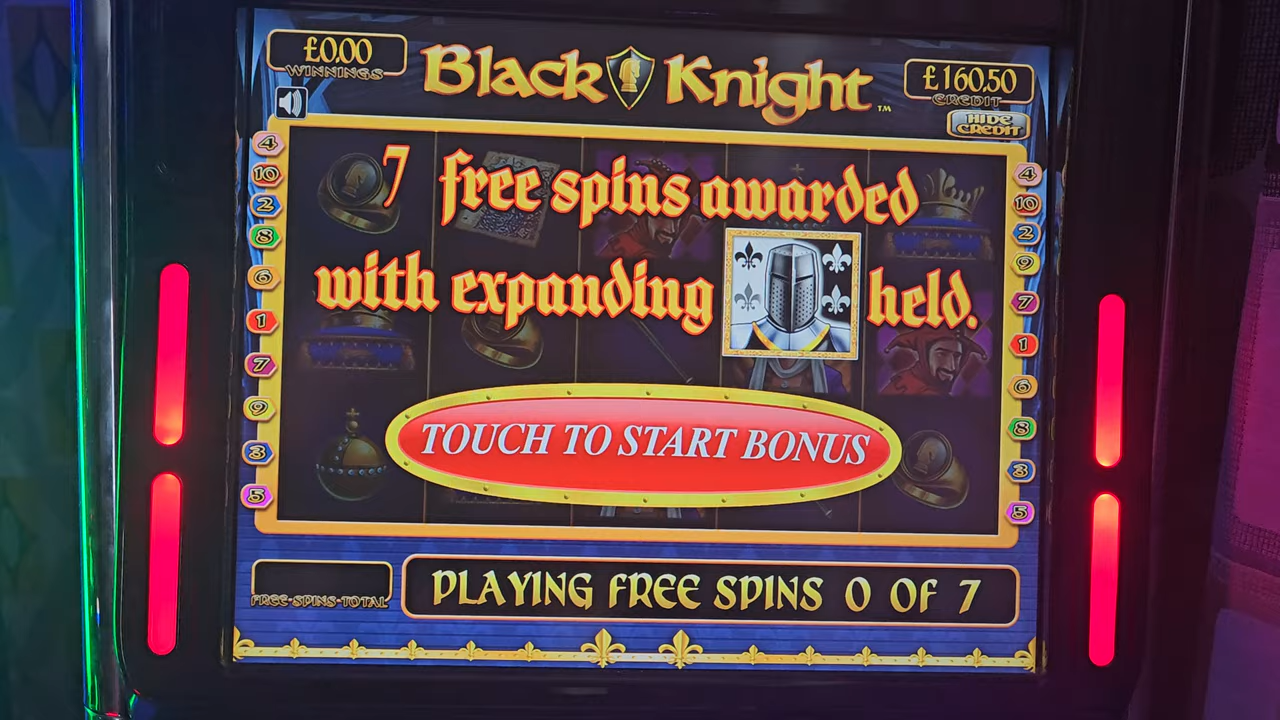 £0.00
WINNINGS
Black Knight™
£160.50
CREDIT
HIDE CREDIT
7 free spins awarded
with expanding held.
TOUCH TO START BONUS
4
10
2
8
6
1
7
9
3
5
4
10
2
9
7
1
6
8
3
5
FREE-SPINS-TOTAL
PLAYING FREE SPINS 0 OF 7